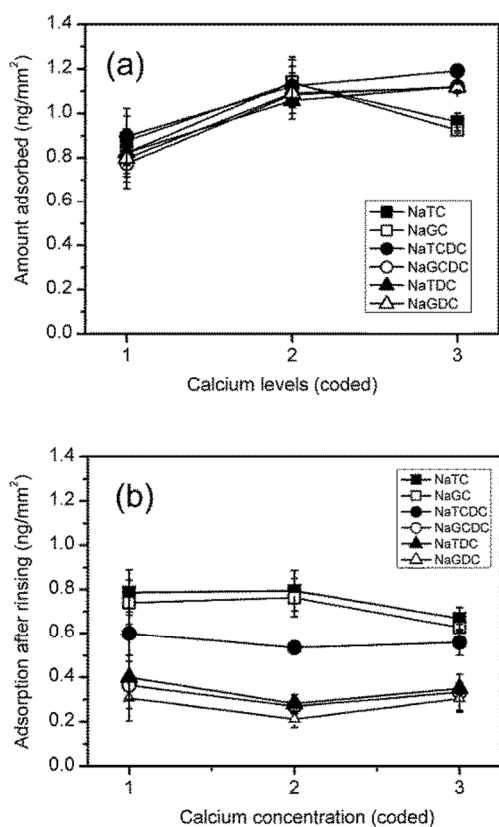 (a)
Amount adsorbed (ng/mm²)
1.4
1.2
1.0
0.8
0.6
0.4
0.2
0.0
NaTC
NaGC
NaTCDC
NaGCDC
NaTDC
NaGDC
1 2 3
Calcium levels (coded)
(b)
Adsorption after rinsing (ng/mm²)
1.4
1.2
1.0
0.8
0.6
0.4
0.2
0.0
NaTC
NaGC
NaTCDC
NaGCDC
NaTDC
NaGDC
1 2 3
Calcium concentration (coded)